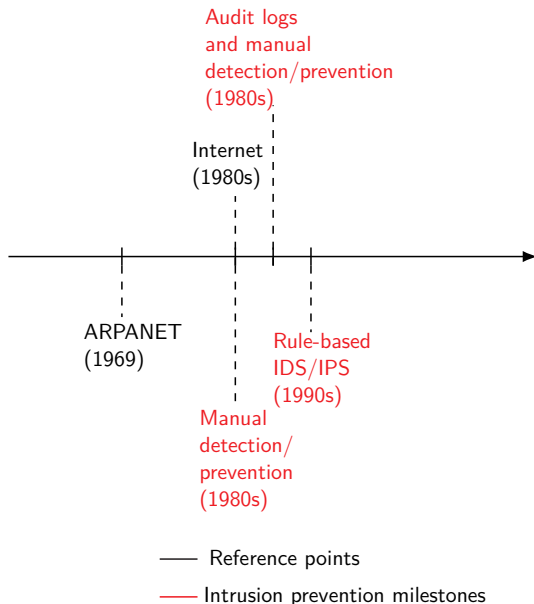 Audit logs
and manual
detection/prevention
(1980s)
Internet
(1980s)
ARPANET
(1969)
Rule-based
IDS/IPS
(1990s)
Manual
detection/
prevention
(1980s)
Reference points
Intrusion prevention milestones